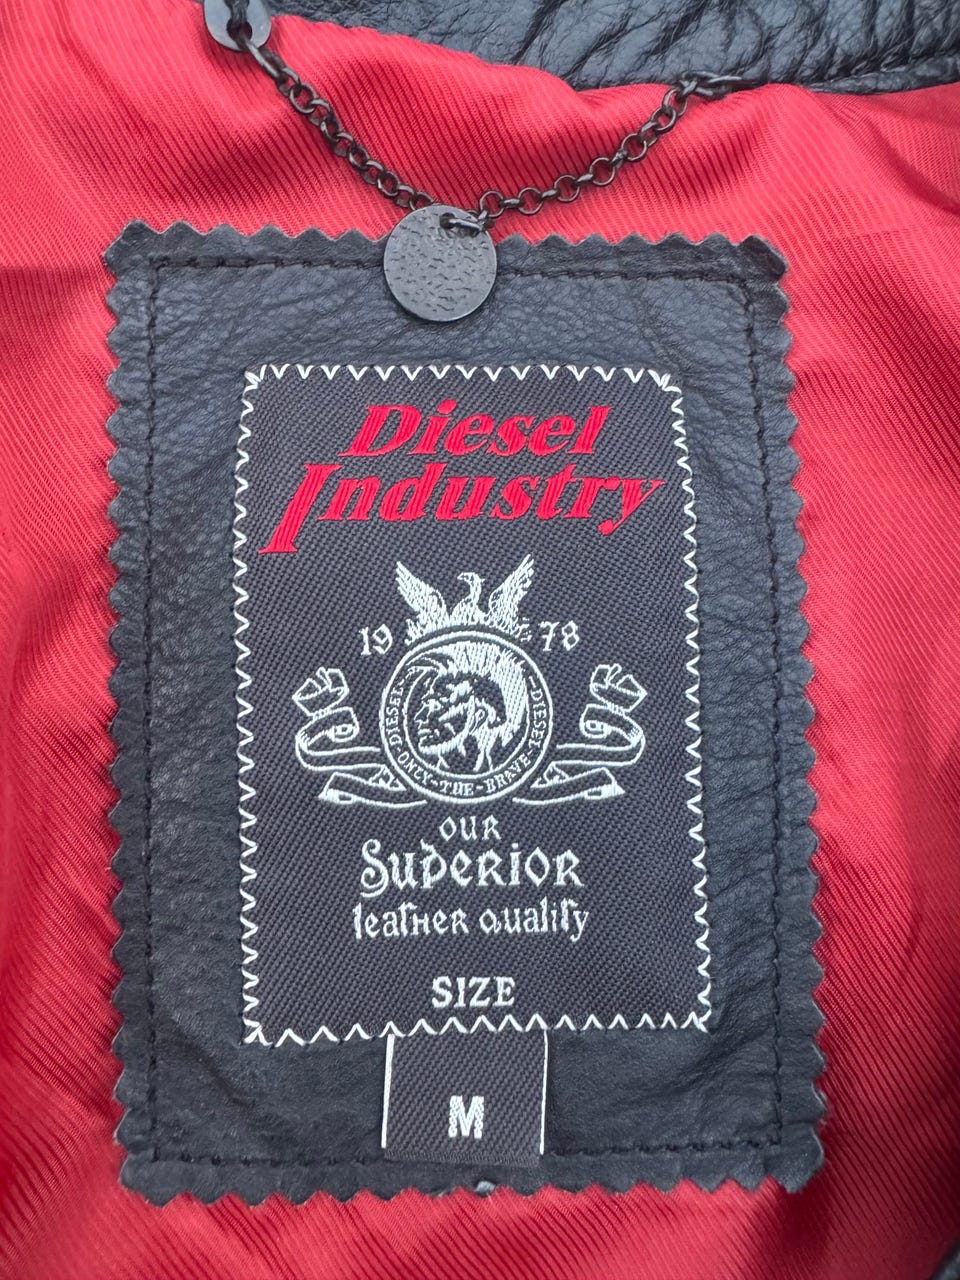 Diesel
Industry
19 78
DIESEL-ONLY-THE-BRAVE-DIESEL
OUR
SUPERIOR
leather quality
SIZE
M